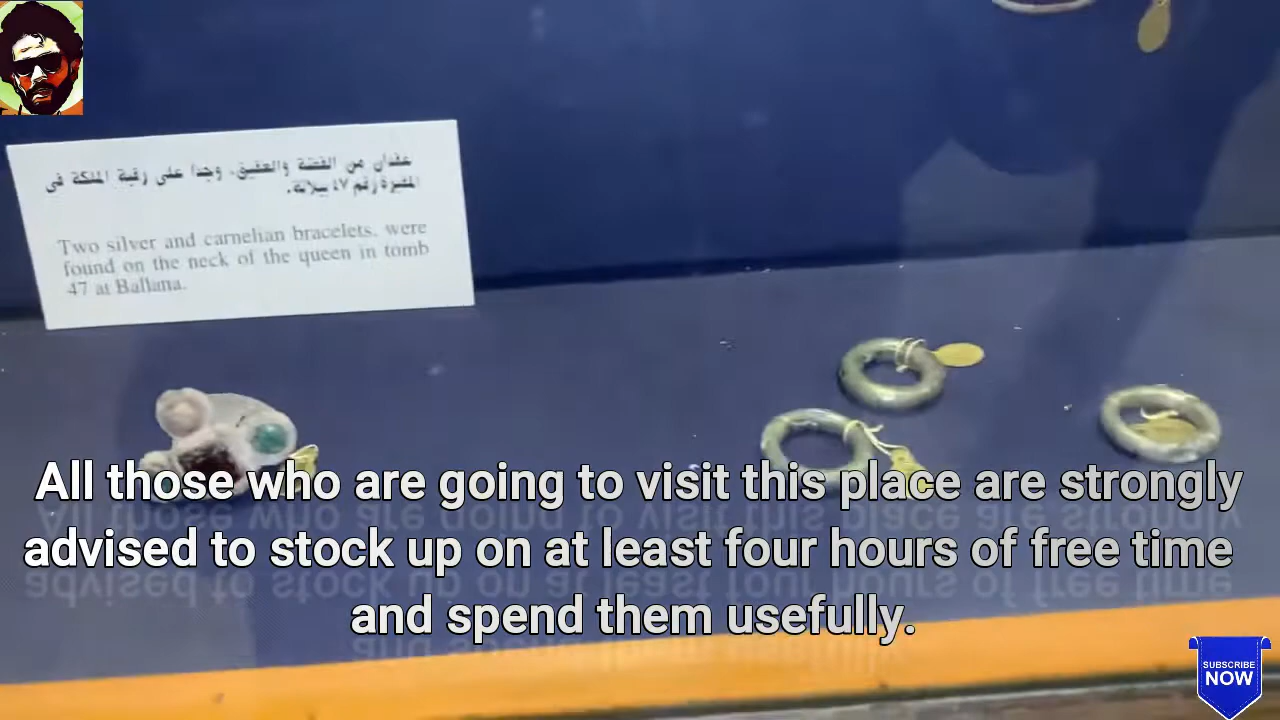 عقدان من الفضة والعقيق، وجدا على رقبة الملكة فى
المقبرة رقم ٤٧ ببلانة.
Two silver and carnelian bracelets. were
found on the neck of the queen in tomb
47 at Ballana.
All those who are going to visit this place are strongly
advised to stock up on at least four hours of free time
and spend them usefully.
SUBSCRIBE
NOW